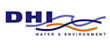 DHI
WATER & ENVIRONMENT